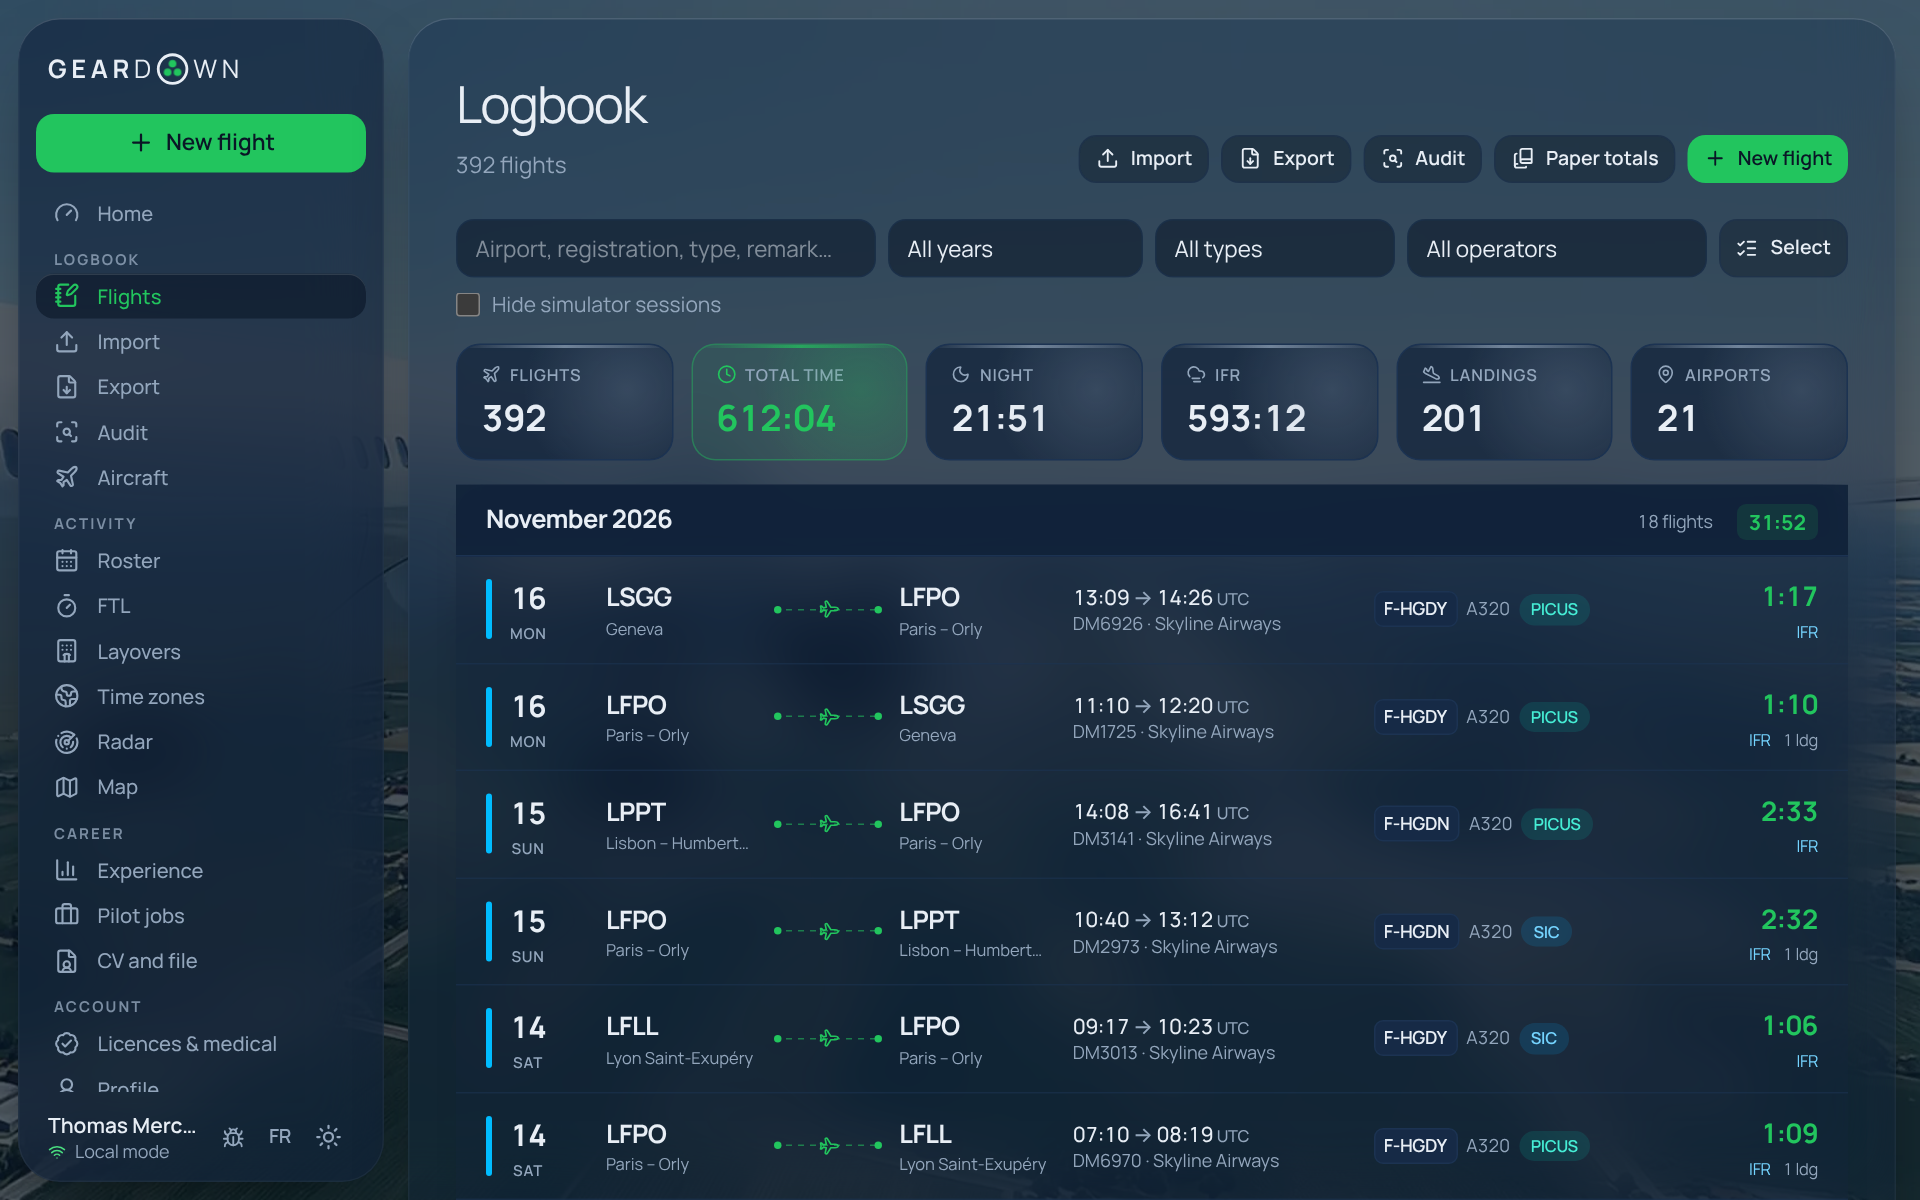 GEARDOWN
New flight
Home
LOGBOOK
Flights
Import
Export
Audit
Aircraft
ACTIVITY
Roster
FTL
Layovers
Time zones
Radar
Map
CAREER
Experience
Pilot jobs
CV and file
ACCOUNT
Licences & medical
Profile
Thomas Merc...
Local mode
FR
Logbook
392 flights
Import
Export
Audit
Paper totals
New flight
Airport, registration, type, remark...
All years
All types
All operators
Select
Hide simulator sessions
FLIGHTS
392
TOTAL TIME
612:04
NIGHT
21:51
IFR
593:12
LANDINGS
201
AIRPORTS
21
November 2026
18 flights
31:52
16 LSGG LFPO 13:09 → 14:26 UTC F-HGDY A320 PICUS 1:17
MON Geneva Paris – Orly DM6926 · Skyline Airways IFR
16 LFPO LSGG 11:10 → 12:20 UTC F-HGDY A320 PICUS 1:10
MON Paris – Orly Geneva DM1725 · Skyline Airways IFR 1 ldg
15 LPPT LFPO 14:08 → 16:41 UTC F-HGDN A320 PICUS 2:33
SUN Lisbon – Humbert... Paris – Orly DM3141 · Skyline Airways IFR
15 LFPO LPPT 10:40 → 13:12 UTC F-HGDN A320 SIC 2:32
SUN Paris – Orly Lisbon – Humbert... DM2973 · Skyline Airways IFR 1 ldg
14 LFLL LFPO 09:17 → 10:23 UTC F-HGDY A320 SIC 1:06
SAT Lyon Saint-Exupéry Paris – Orly DM3013 · Skyline Airways IFR
14 LFPO LFLL 07:10 → 08:19 UTC F-HGDY A320 PICUS 1:09
SAT Paris – Orly Lyon Saint-Exupéry DM6970 · Skyline Airways IFR 1 ldg